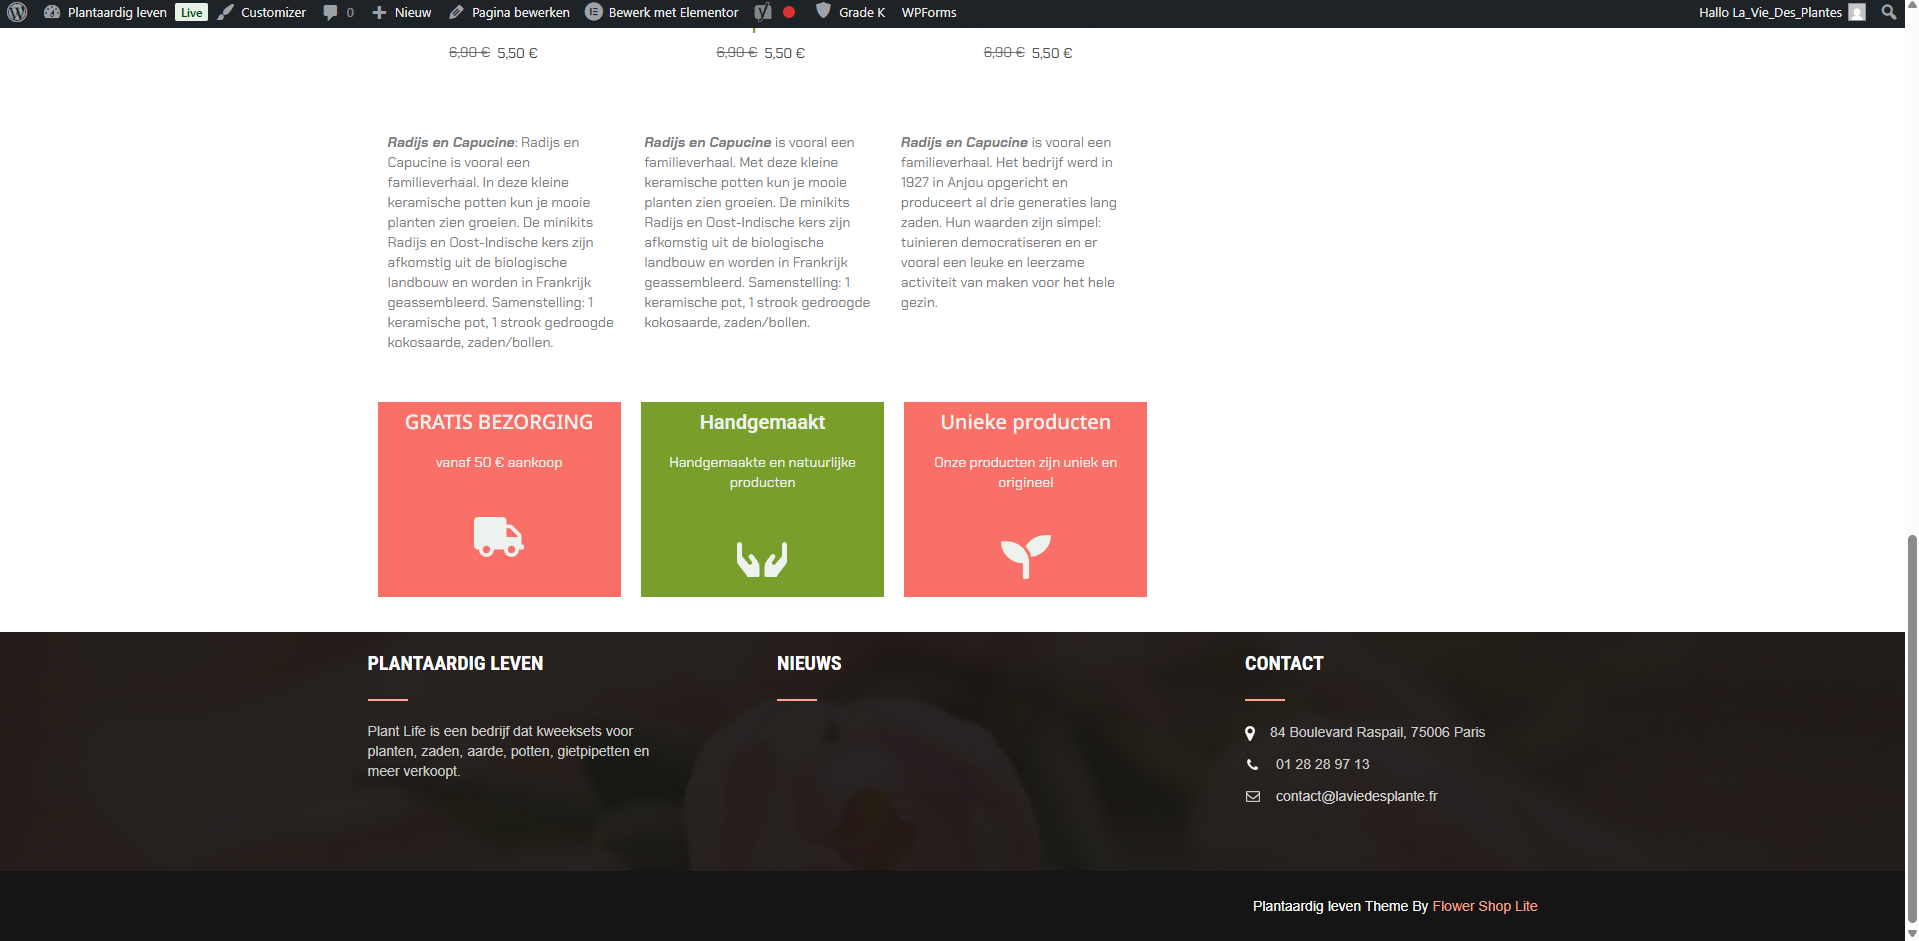 Plantaardig leven Live Customizer 0 Nieuw Pagina bewerken Bewerk met Elementor Grade K WPForms Hallo La_Vie_Des_Plantes
6,90 € 5,50 €
6,90 € 5,50 €
6,90 € 5,50 €
Radijs en Capucine: Radijs en
Capucine is vooral een
familieverhaal. In deze kleine
keramische potten kun je mooie
planten zien groeien. De minikits
Radijs en Oost-Indische kers zijn
afkomstig uit de biologische
landbouw en worden in Frankrijk
geassembleerd. Samenstelling: 1
keramische pot, 1 strook gedroogde
kokosaarde, zaden/bollen.
Radijs en Capucine is vooral een
familieverhaal. Met deze kleine
keramische potten kun je mooie
planten zien groeien. De minikits
Radijs en Oost-Indische kers zijn
afkomstig uit de biologische
landbouw en worden in Frankrijk
geassembleerd. Samenstelling: 1
keramische pot, 1 strook gedroogde
kokosaarde, zaden/bollen.
Radijs en Capucine is vooral een
familieverhaal. Het bedrijf werd in
1927 in Anjou opgericht en
produceert al drie generaties lang
zaden. Hun waarden zijn simpel:
tuinieren democratiseren en er
vooral een leuke en leerzame
activiteit van maken voor het hele
gezin.
GRATIS BEZORGING
vanaf 50 € aankoop
Handgemaakt
Handgemaakte en natuurlijke
producten
Unieke producten
Onze producten zijn uniek en
origineel
PLANTAARDIG LEVEN
Plant Life is een bedrijf dat kweeksets voor
planten, zaden, aarde, potten, gietpipetten en
meer verkoopt.
NIEUWS
CONTACT
84 Boulevard Raspail, 75006 Paris
01 28 28 97 13
contact@laviedesplante.fr
Plantaardig leven Theme By Flower Shop Lite